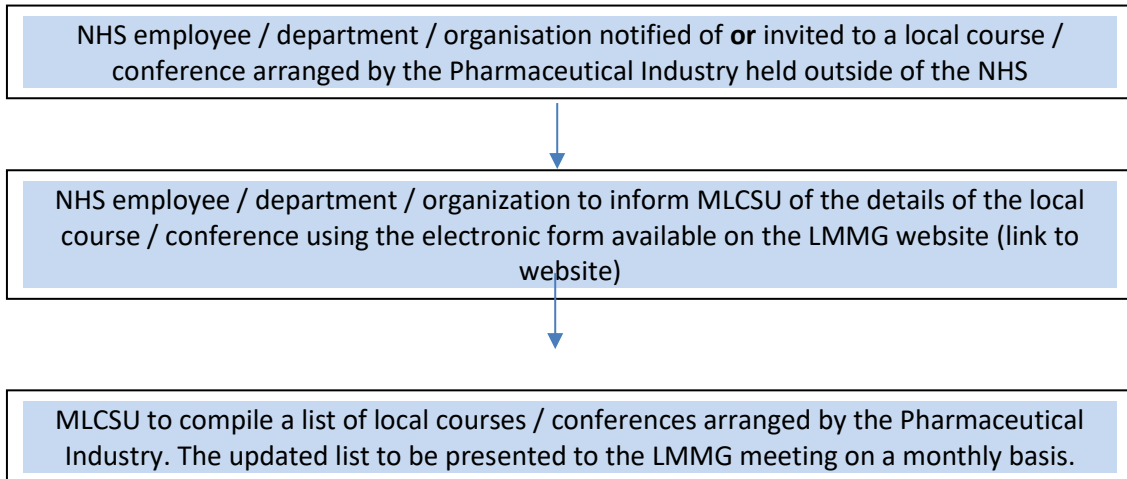 NHS employee / department / organisation notified of or invited to a local course /
conference arranged by the Pharmaceutical Industry held outside of the NHS
NHS employee / department / organization to inform MLCSU of the details of the local
course / conference using the electronic form available on the LMMG website (link to
website)
MLCSU to compile a list of local courses / conferences arranged by the Pharmaceutical
Industry. The updated list to be presented to the LMMG meeting on a monthly basis.